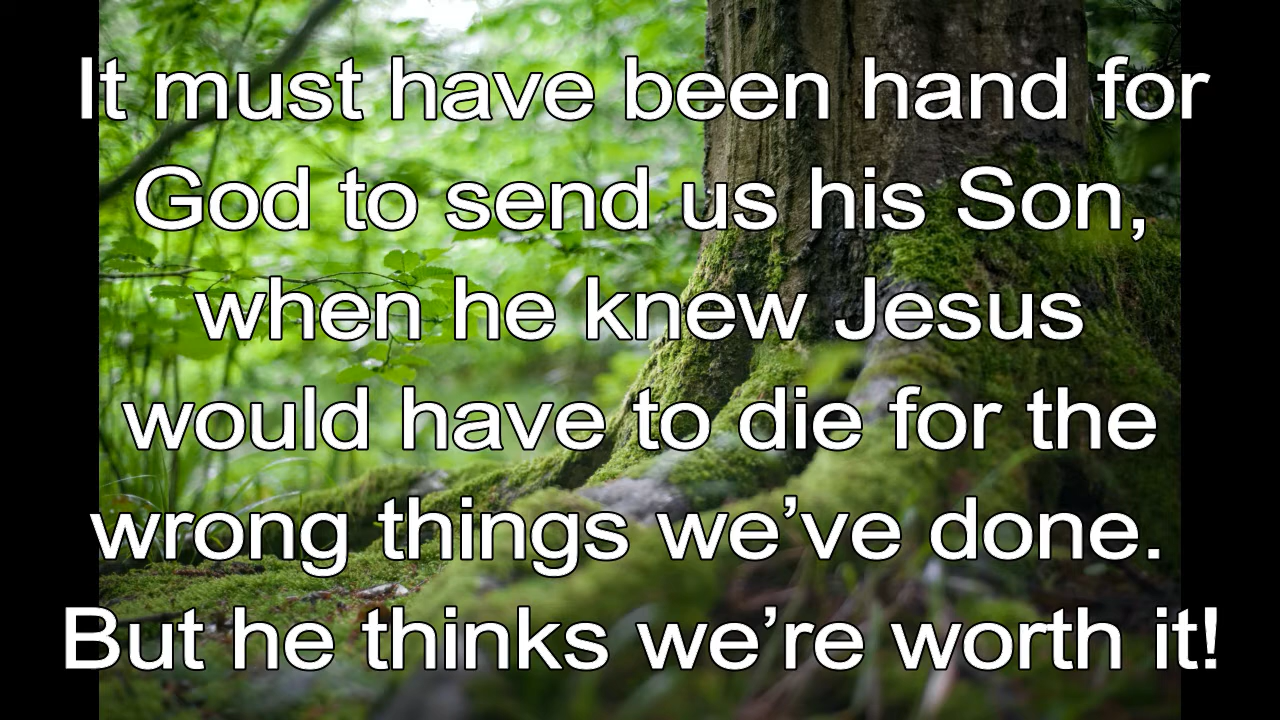 It must have been hand for
God to send us his Son,
when he knew Jesus
would have to die for the
wrong things we’ve done.
But he thinks we’re worth it!